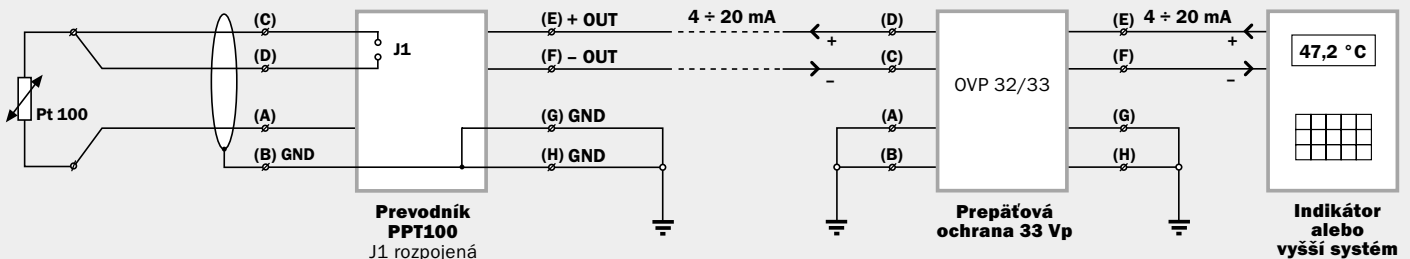 (C)
(D)
(A)
(B) GND
Pt 100
J1
(E) + OUT
(F) – OUT
(G) GND
(H) GND
4 ÷ 20 mA
+
–
(D)
(C)
(A)
(B)
OVP 32/33
(E)
(F)
(G)
(H)
4 ÷ 20 mA
+
–
47,2 °C
Prevodník
PPT100
J1 rozpojená
Prepäťová
ochrana 33 Vp
Indikátor
alebo
vyšší systém